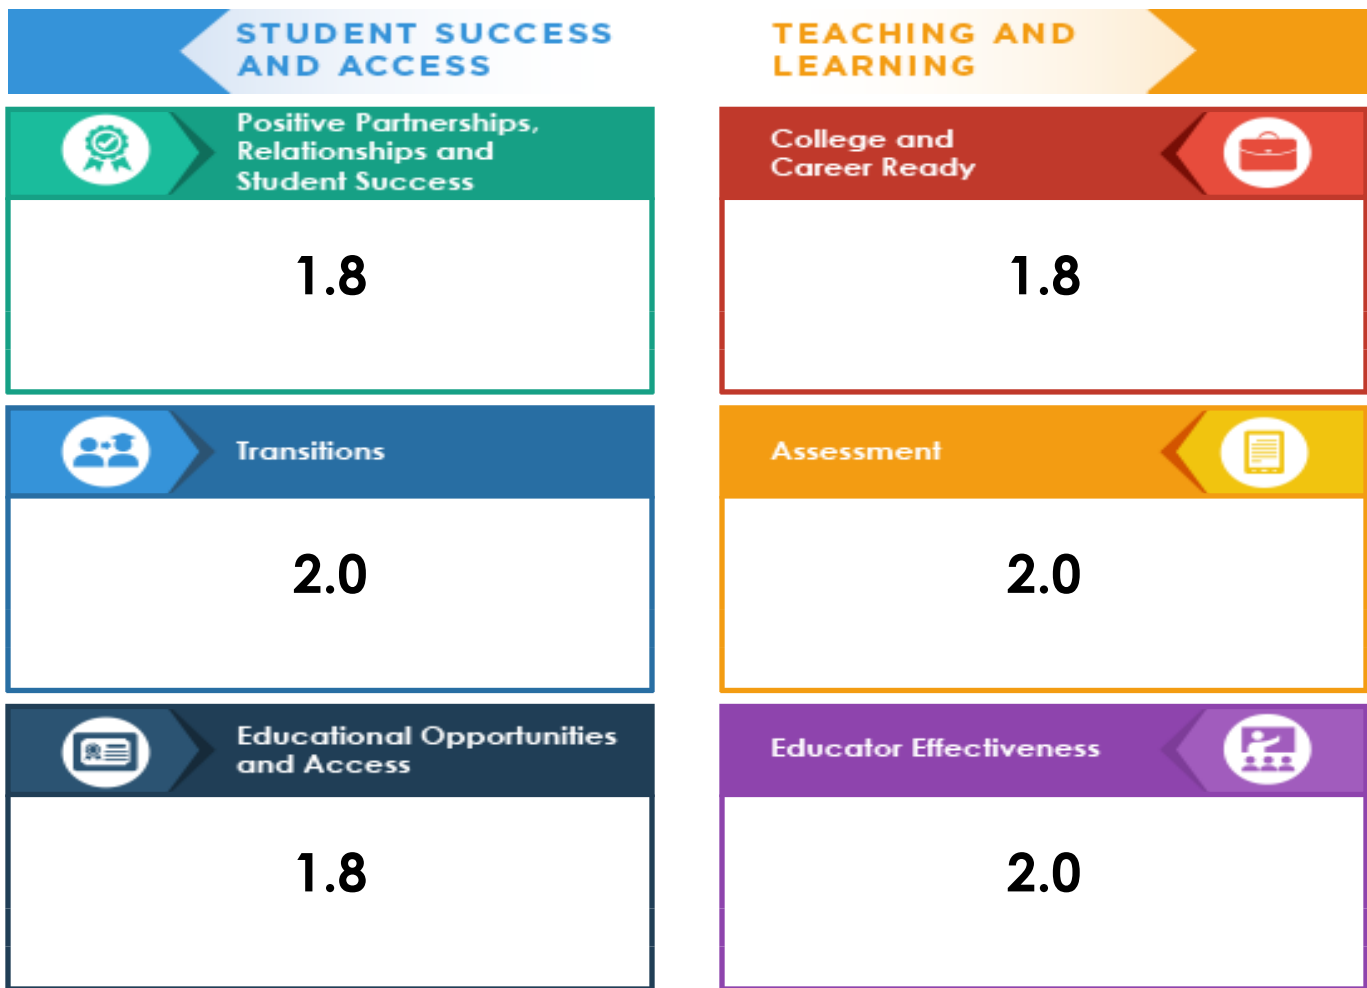 STUDENT SUCCESS
AND ACCESS
Positive Partnerships,
Relationships and
Student Success
1.8
Transitions
2.0
Educational Opportunities
and Access
1.8
TEACHING AND
LEARNING
College and
Career Ready
1.8
Assessment
2.0
Educator Effectiveness
2.0